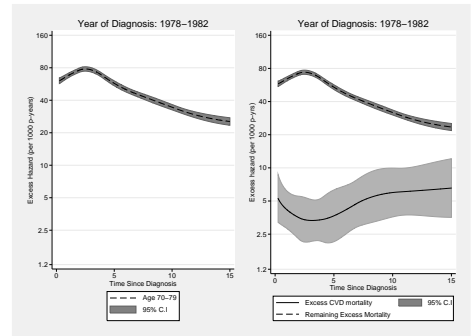 Year of Diagnosis: 1978–1982
160
80
40
20
10
5
2.5
1.2
Excess Hazard (per 1000 p-years)
0
5
10
15
Time Since Diagnosis
Age 70–79
95% C.I
Year of Diagnosis: 1978–1982
160
80
40
20
10
5
2.5
1.2
Excess hazard (per 1000 p-yrs)
0
5
10
15
Time Since Diagnosis
Excess CVD mortality
95% C.I
Remaining Excess Mortality